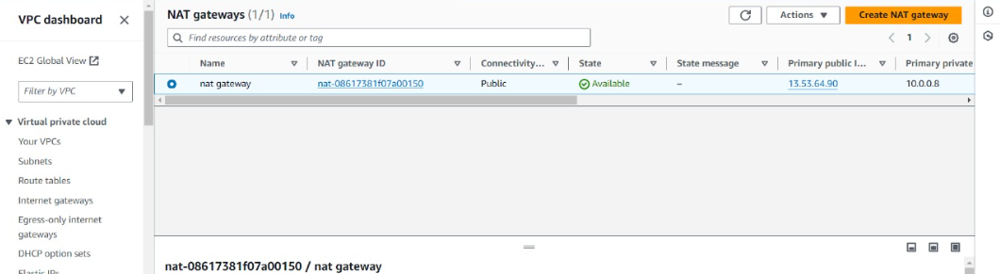 VPC dashboard
EC2 Global View
Filter by VPC
Virtual private cloud
Your VPCs
Subnets
Route tables
Internet gateways
Egress-only internet
gateways
DHCP option sets
Elastic IPs
NAT gateways (1/1) Info
Actions
Create NAT gateway
Find resources by attribute or tag
1
Name NAT gateway ID Connectivity... State State message Primary public I... Primary private
nat gateway nat-08617381f07a00150 Public Available – 13.53.64.90 10.0.0.8
nat-08617381f07a00150 / nat gateway